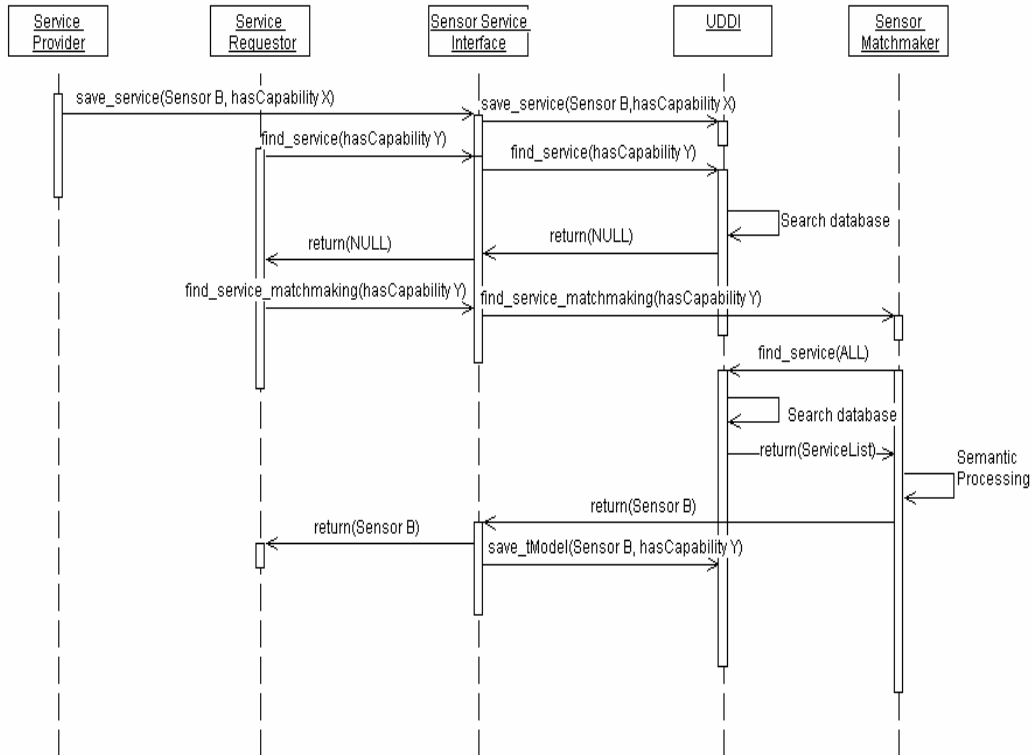 Service
Provider
Service
Requestor
Sensor Service
Interface
UDDI
Sensor
Matchmaker
save_service(Sensor B, hasCapability X)
save_service(Sensor B,hasCapability X)
find_service(hasCapability Y)
find_service(hasCapability Y)
Search database
return(NULL)
return(NULL)
find_service_matchmaking(hasCapability Y)
find_service_matchmaking(hasCapability Y)
find_service(ALL)
Search database
return(ServiceList)
Semantic
Processing
return(Sensor B)
return(Sensor B)
save_tModel(Sensor B, hasCapability Y)